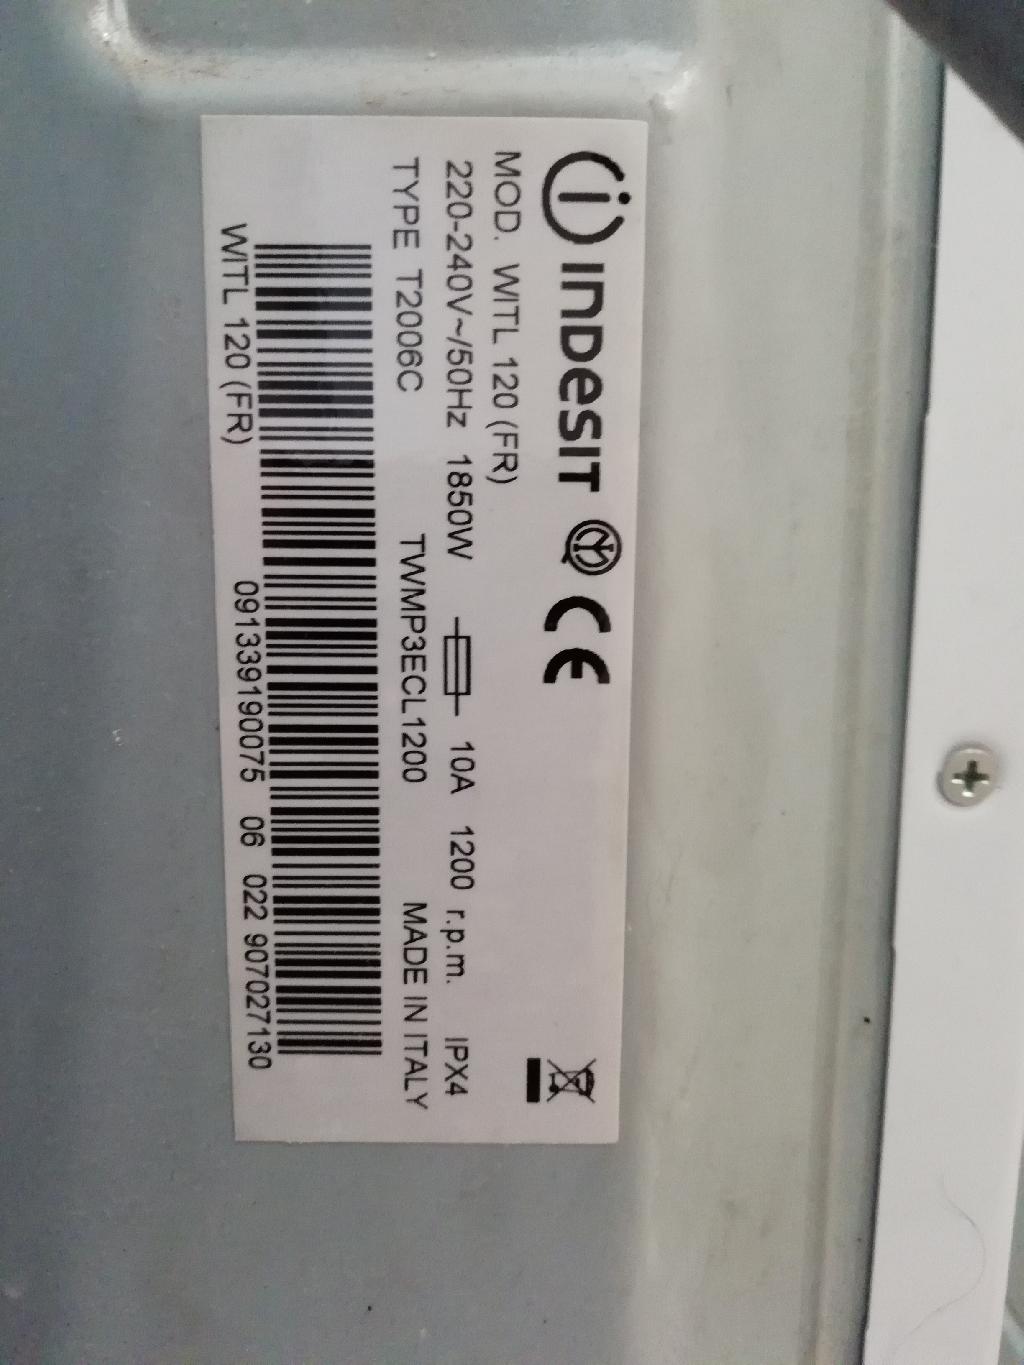 INDESIT CE
MOD. WITL 120 (FR)
220-240V~/50Hz 1850W 10A 1200 r.p.m. IPX4
TYPE T2006C TWMP3ECL1200 MADE IN ITALY
WITL 120 (FR) 091339190075 06 022 907027130